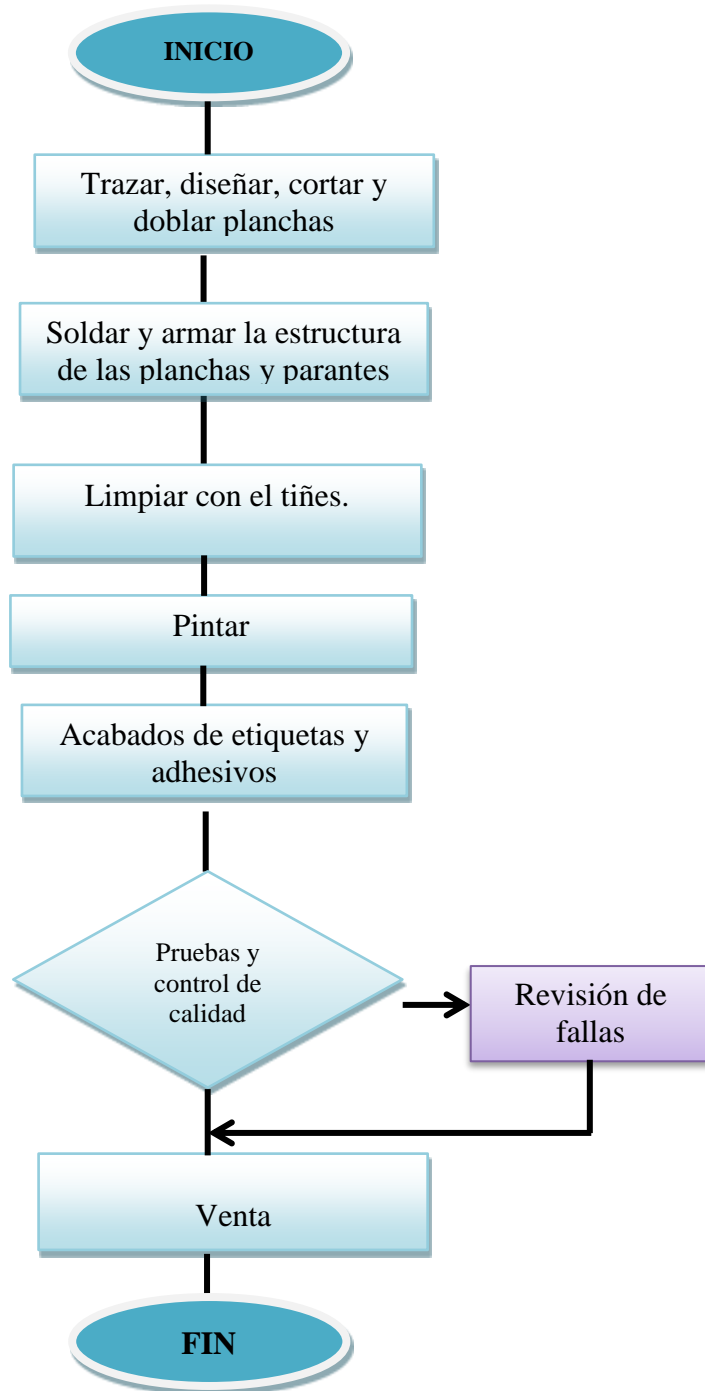 INICIO
Trazar, diseñar, cortar y
doblar planchas
Soldar y armar la estructura
de las planchas y parantes
Limpiar con el tiñes.
Pintar
Acabados de etiquetas y
adhesivos
Pruebas y
control de
calidad
Revisión de
fallas
Venta
FIN